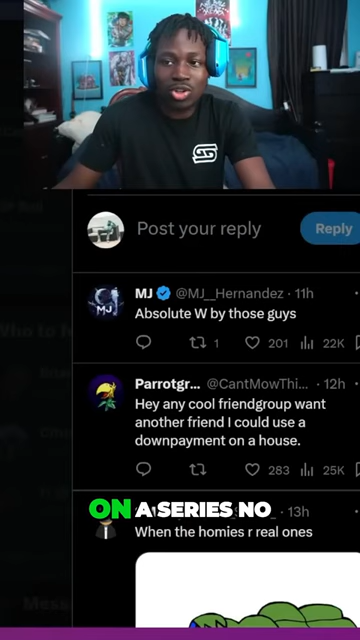 Post your reply
Reply
MJ @MJ__Hernandez · 11h
Absolute W by those guys
1 201 22K
Parrotgr... @CantMowThi... · 12h
Hey any cool friendgroup want
another friend I could use a
downpayment on a house.
283 25K
ON A SERIES NO
13h
When the homies r real ones